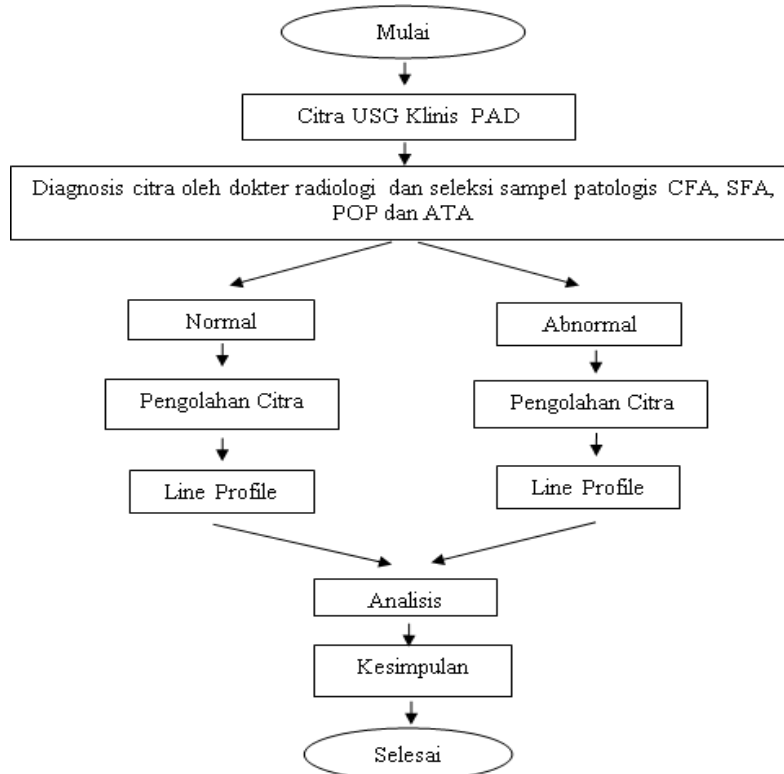 Mulai
Citra USG Klinis PAD
Diagnosis citra oleh dokter radiologi dan seleksi sampel patologis CFA, SFA,
POP dan ATA
Normal
Abnormal
Pengolahan Citra
Pengolahan Citra
Line Profile
Line Profile
Analisis
Kesimpulan
Selesai